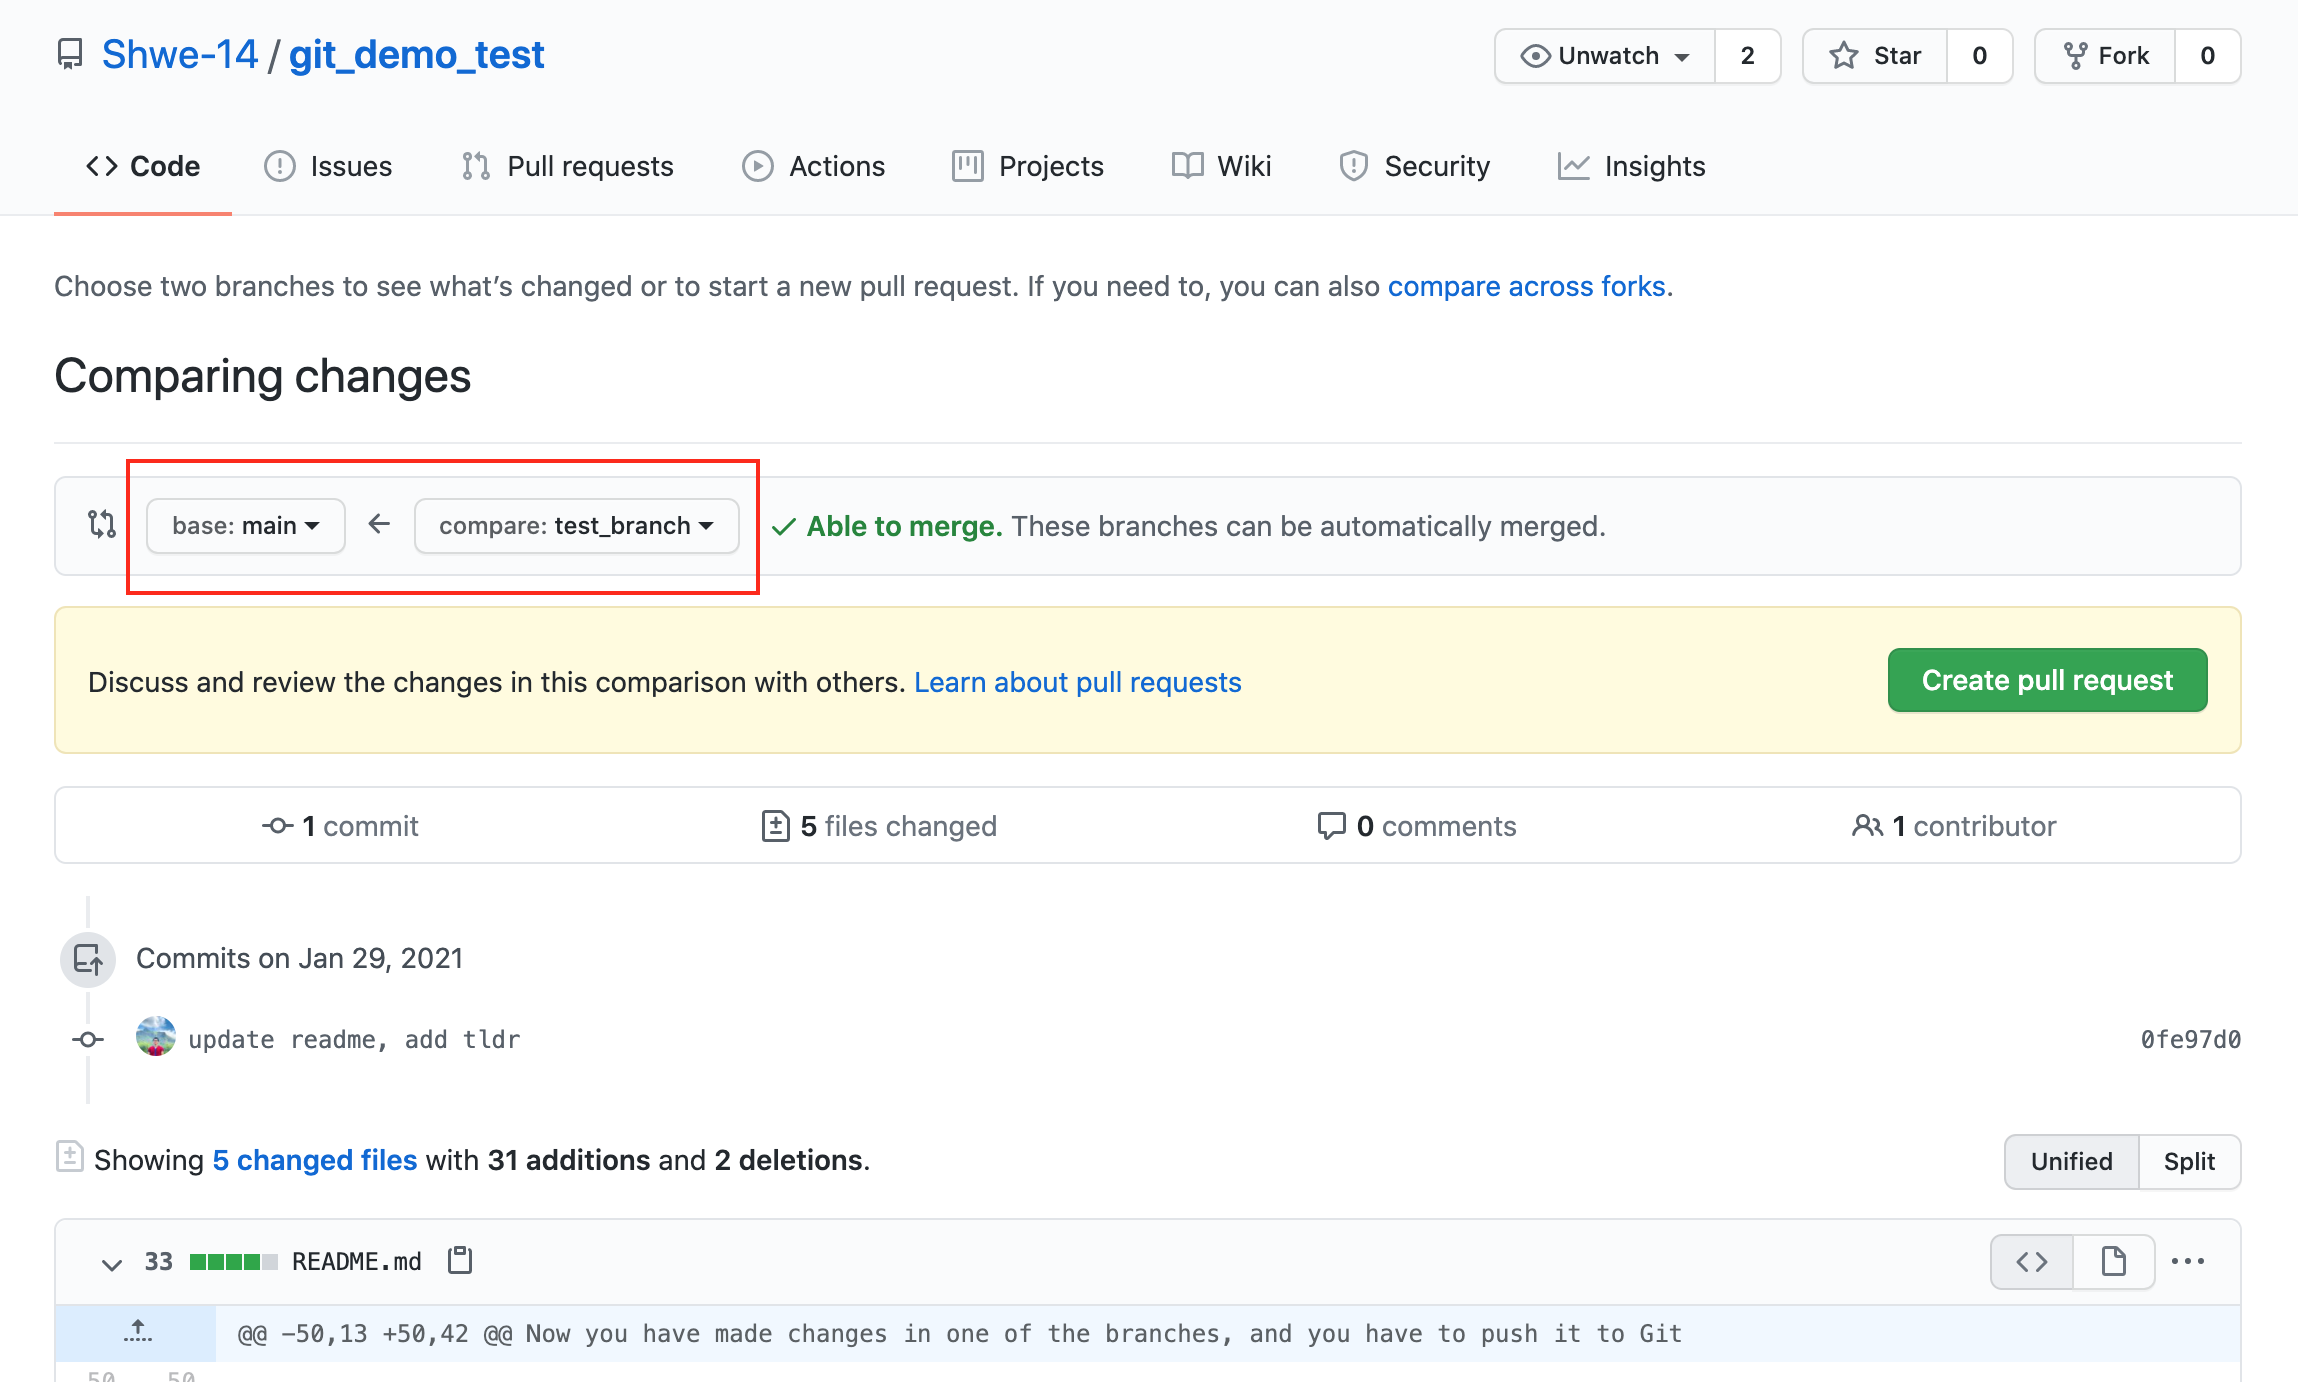 Shwe-14 / git_demo_test
Unwatch 2 Star 0 Fork 0
Code Issues Pull requests Actions Projects Wiki Security Insights
Choose two branches to see what’s changed or to start a new pull request. If you need to, you can also compare across forks.
Comparing changes
base: main compare: test_branch Able to merge. These branches can be automatically merged.
Discuss and review the changes in this comparison with others. Learn about pull requests
Create pull request
1 commit 5 files changed 0 comments 1 contributor
Commits on Jan 29, 2021
update readme, add tldr 0fe97d0
Showing 5 changed files with 31 additions and 2 deletions.
Unified Split
33 README.md
@@ -50,13 +50,42 @@ Now you have made changes in one of the branches, and you have to push it to Git
50 50